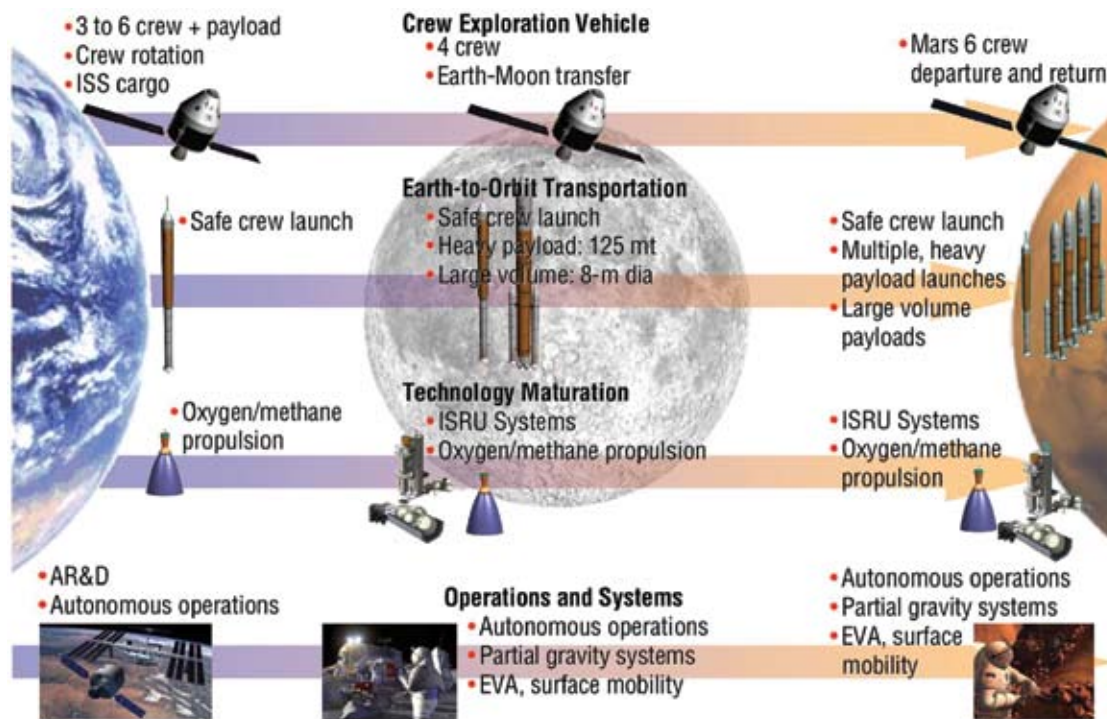 3 to 6 crew + payload
Crew rotation
ISS cargo
Crew Exploration Vehicle
4 crew
Earth-Moon transfer
Mars 6 crew
departure and return
Safe crew launch
Earth-to-Orbit Transportation
Safe crew launch
Heavy payload: 125 mt
Large volume: 8-m dia
Safe crew launch
Multiple, heavy
payload launches
Large volume
payloads
Oxygen/methane
propulsion
Technology Maturation
ISRU Systems
Oxygen/methane propulsion
ISRU Systems
Oxygen/methane
propulsion
AR&D
Autonomous operations
Operations and Systems
Autonomous operations
Partial gravity systems
EVA, surface mobility
Autonomous operations
Partial gravity systems
EVA, surface
mobility